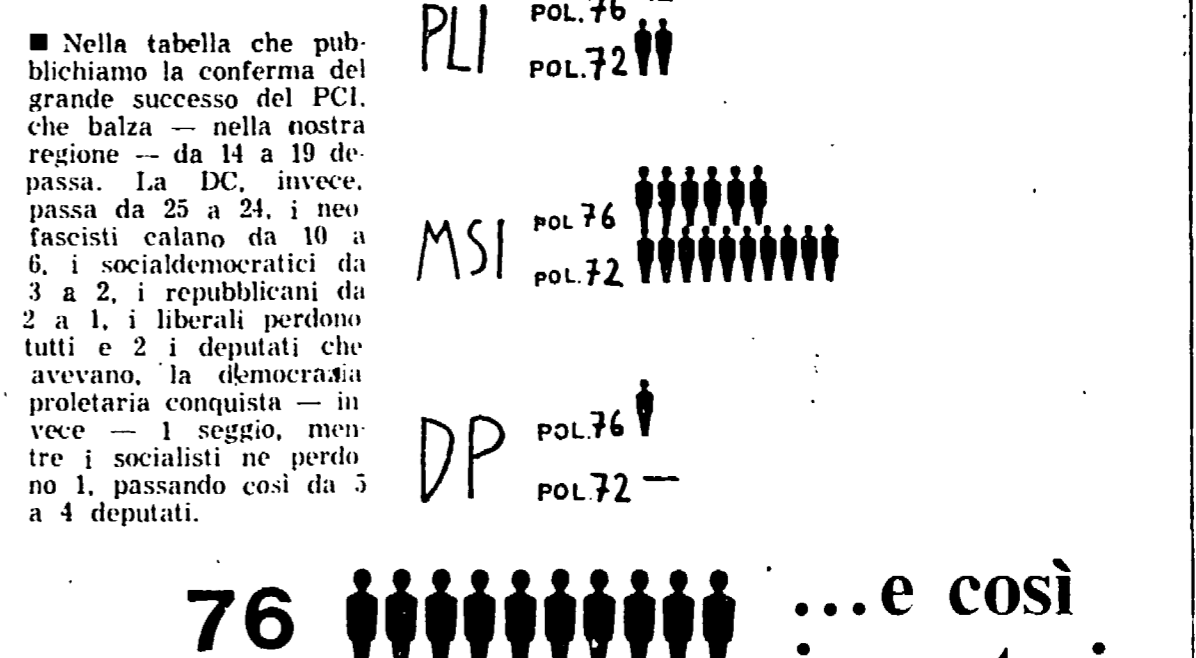 ■ Nella tabella che pub-
blichiamo la conferma del
grande successo del PCI,
che balza — nella nostra
regione — da 14 a 19 de-
passa. La DC, invece,
passa da 25 a 24, i neo
fascisti calano da 10 a
6, i socialdemocratici da
3 a 2, i repubblicani da
2 a 1, i liberali perdono
tutti e 2 i deputati che
avevano, la democrazia
proletaria conquista — in
vece — 1 seggio, men-
tre i socialisti ne perdo
no 1, passando così da 5
a 4 deputati.
PLI
POL.76
POL.72
MSI
POL 76
POL.72
DP
POL.76
POL.72 —
76
...e così